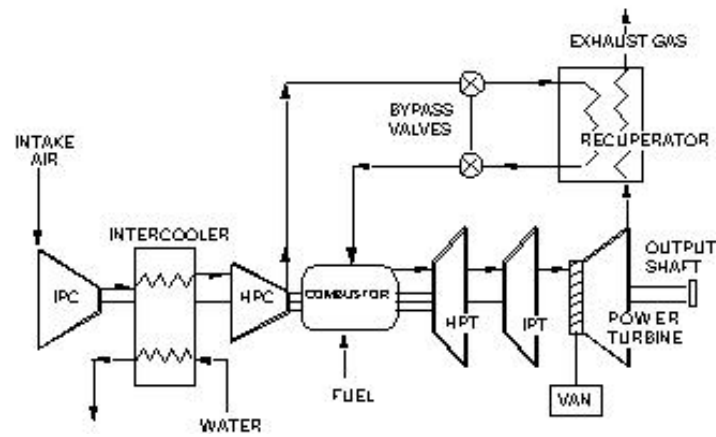 EXHAUST GAS
BYPASS
VALVES
RECUPERATOR
INTAKE
AIR
INTERCOOLER
OUTPUT
SHAFT
IPC
HPC
COMBUSTOR
HPT
IPT
POWER
TURBINE
FUEL
VAN
WATER